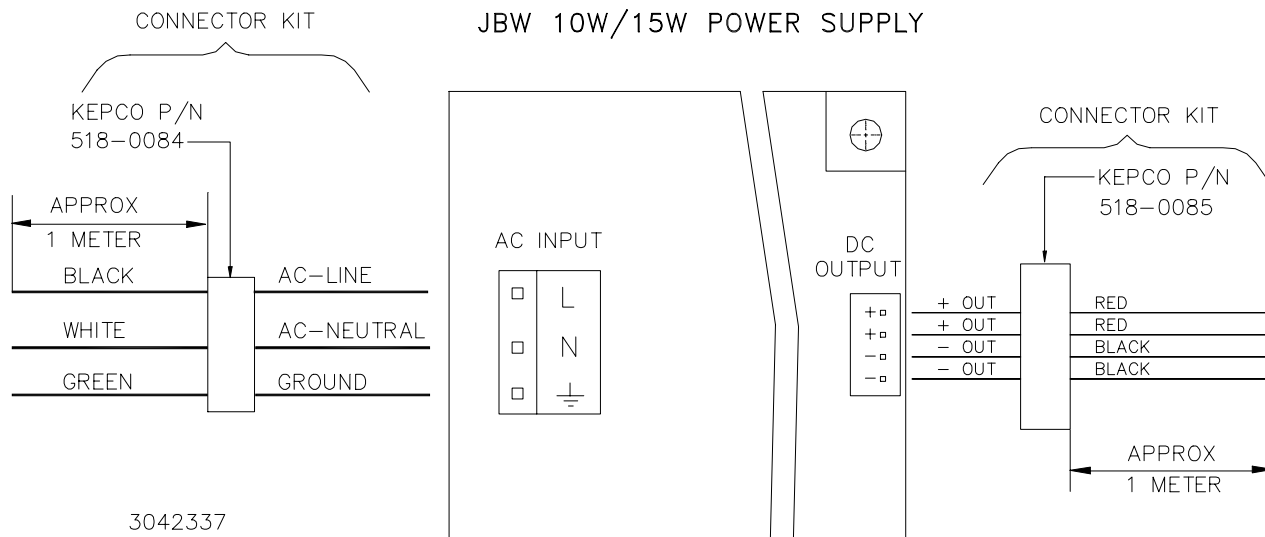 CONNECTOR KIT
JBW 10W/15W POWER SUPPLY
KEPCO P/N
518-0084
APPROX
1 METER
BLACK
AC-LINE
WHITE
AC-NEUTRAL
GREEN
GROUND
AC INPUT
L
N
DC
OUTPUT
+
+
-
-
CONNECTOR KIT
KEPCO P/N
518-0085
+ OUT RED
+ OUT RED
- OUT BLACK
- OUT BLACK
APPROX
1 METER
3042337